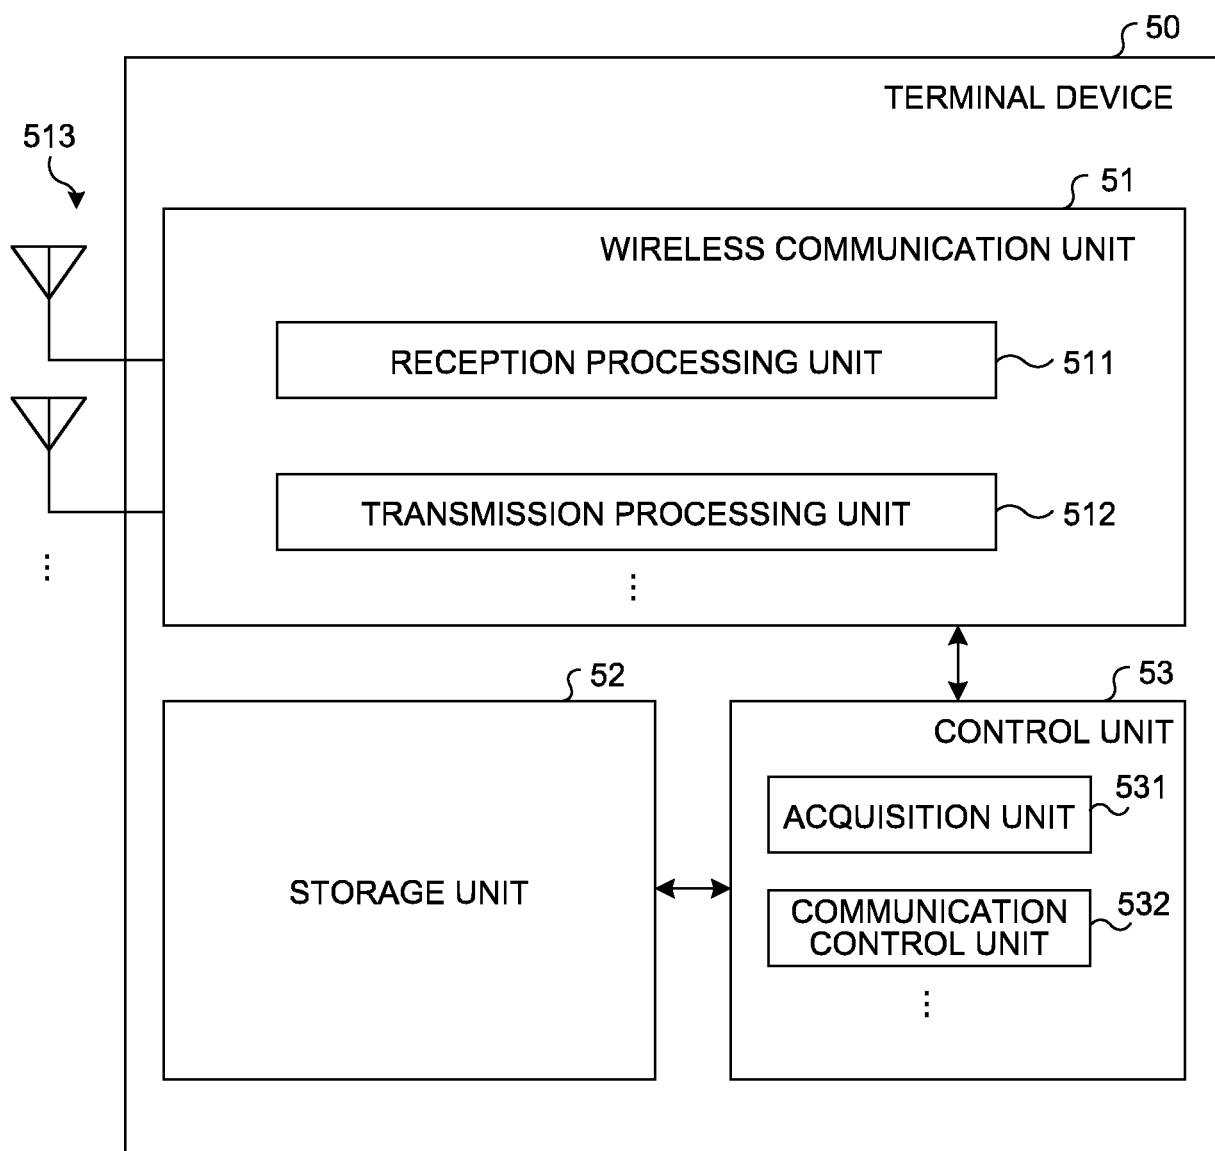 50
TERMINAL DEVICE
513
51
WIRELESS COMMUNICATION UNIT
RECEPTION PROCESSING UNIT
511
TRANSMISSION PROCESSING UNIT
512
⋮
⋮
52
53
CONTROL UNIT
531
ACQUISITION UNIT
STORAGE UNIT
532
COMMUNICATION
CONTROL UNIT
⋮